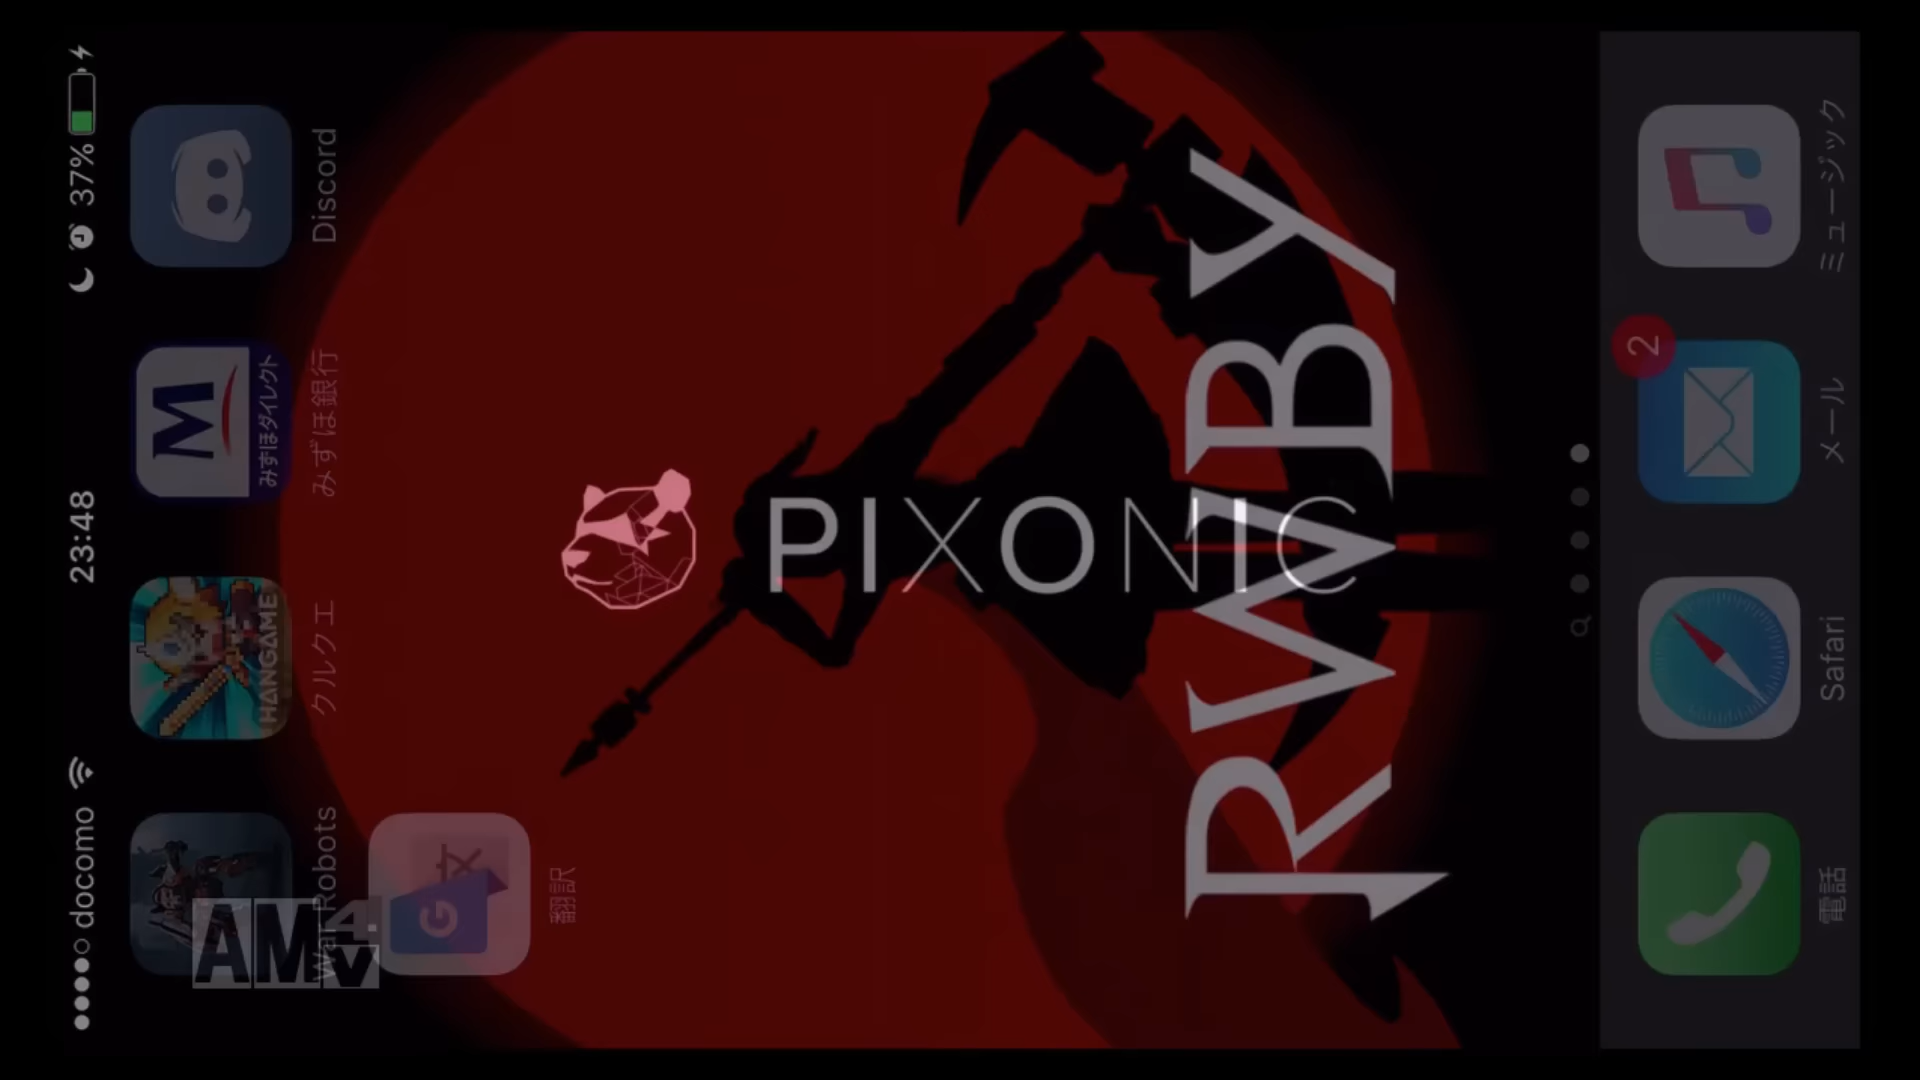 docomo
23:48
37%
War Robots
クルクエ
みずほ銀行
Discord
HANGAME
M
みずほダイレクト
翻訳
G
文
AM4.v
PIXONIC
RWBY
電話
Safari
メール
2
ミュージック